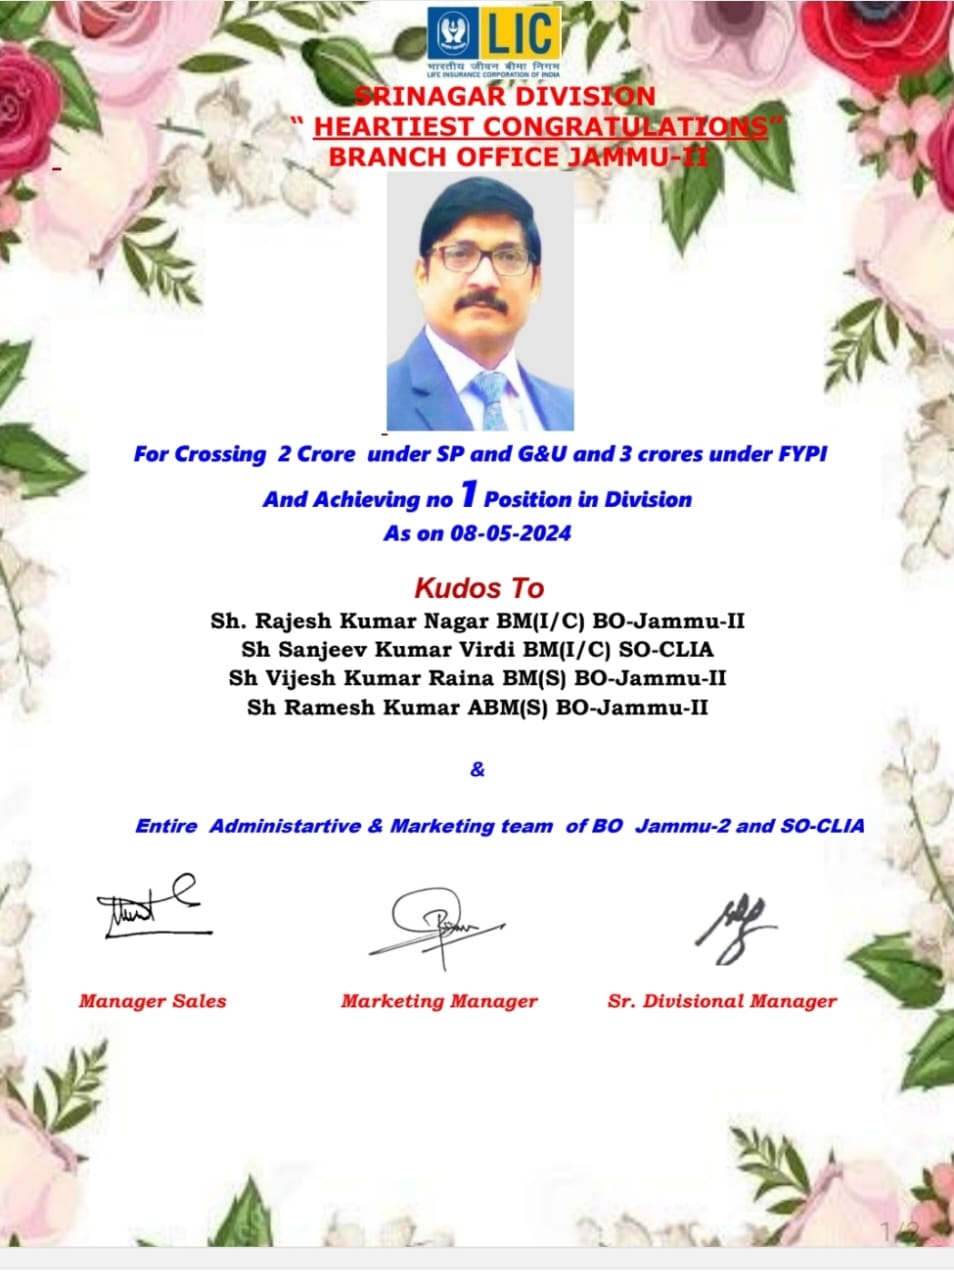 LIC
भारतीय जीवन बीमा निगम
LIFE INSURANCE CORPORATION OF INDIA
SRINAGAR DIVISION
“ HEARTIEST CONGRATULATIONS”
BRANCH OFFICE JAMMU-II
For Crossing 2 Crore under SP and G&U and 3 crores under FYPI
And Achieving no 1 Position in Division
As on 08-05-2024
Kudos To
Sh. Rajesh Kumar Nagar BM(I/C) BO-Jammu-II
Sh Sanjeev Kumar Virdi BM(I/C) SO-CLIA
Sh Vijesh Kumar Raina BM(S) BO-Jammu-II
Sh Ramesh Kumar ABM(S) BO-Jammu-II
&
Entire Administartive & Marketing team of BO Jammu-2 and SO-CLIA
Manager Sales Marketing Manager Sr. Divisional Manager
1/2